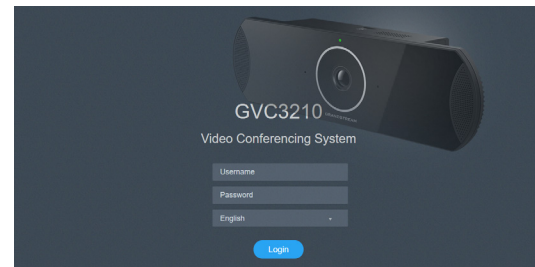 GVC3210
Video Conferencing System
Username
Password
English
Login